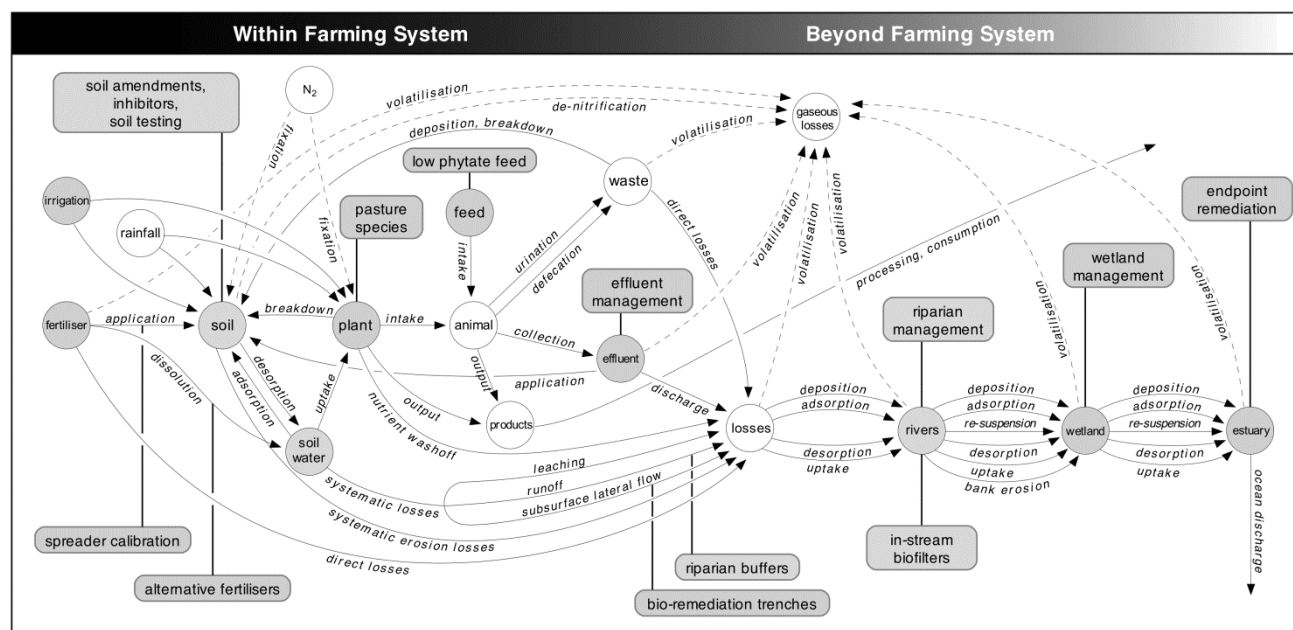 Within Farming System
Beyond Farming System
soil amendments,
inhibitors,
soil testing
N2
volatilisation
de-nitrification
gaseous
losses
fixation
deposition, breakdown
volatilisation
low phytate feed
waste
endpoint
remediation
irrigation
pasture
species
feed
rainfall
fixation
intake
urination
defecation
direct losses
volatilisation
volatilisation
volatilisation
processing, consumption
wetland
management
effluent
management
riparian
management
volatilisation
volatilisation
fertiliser
application
soil
breakdown
plant
intake
animal
collection
effluent
dissolution
desorption
adsorption
uptake
output
application
discharge
output
nutrient washoff
products
losses
deposition
adsorption
desorption
uptake
rivers
deposition
adsorption
re-suspension
desorption
uptake
bank erosion
wetland
deposition
adsorption
re-suspension
desorption
uptake
estuary
soil
water
leaching
runoff
subsurface lateral flow
systematic losses
systematic erosion losses
direct losses
ocean discharge
spreader calibration
alternative fertilisers
riparian buffers
bio-remediation trenches
in-stream
biofilters